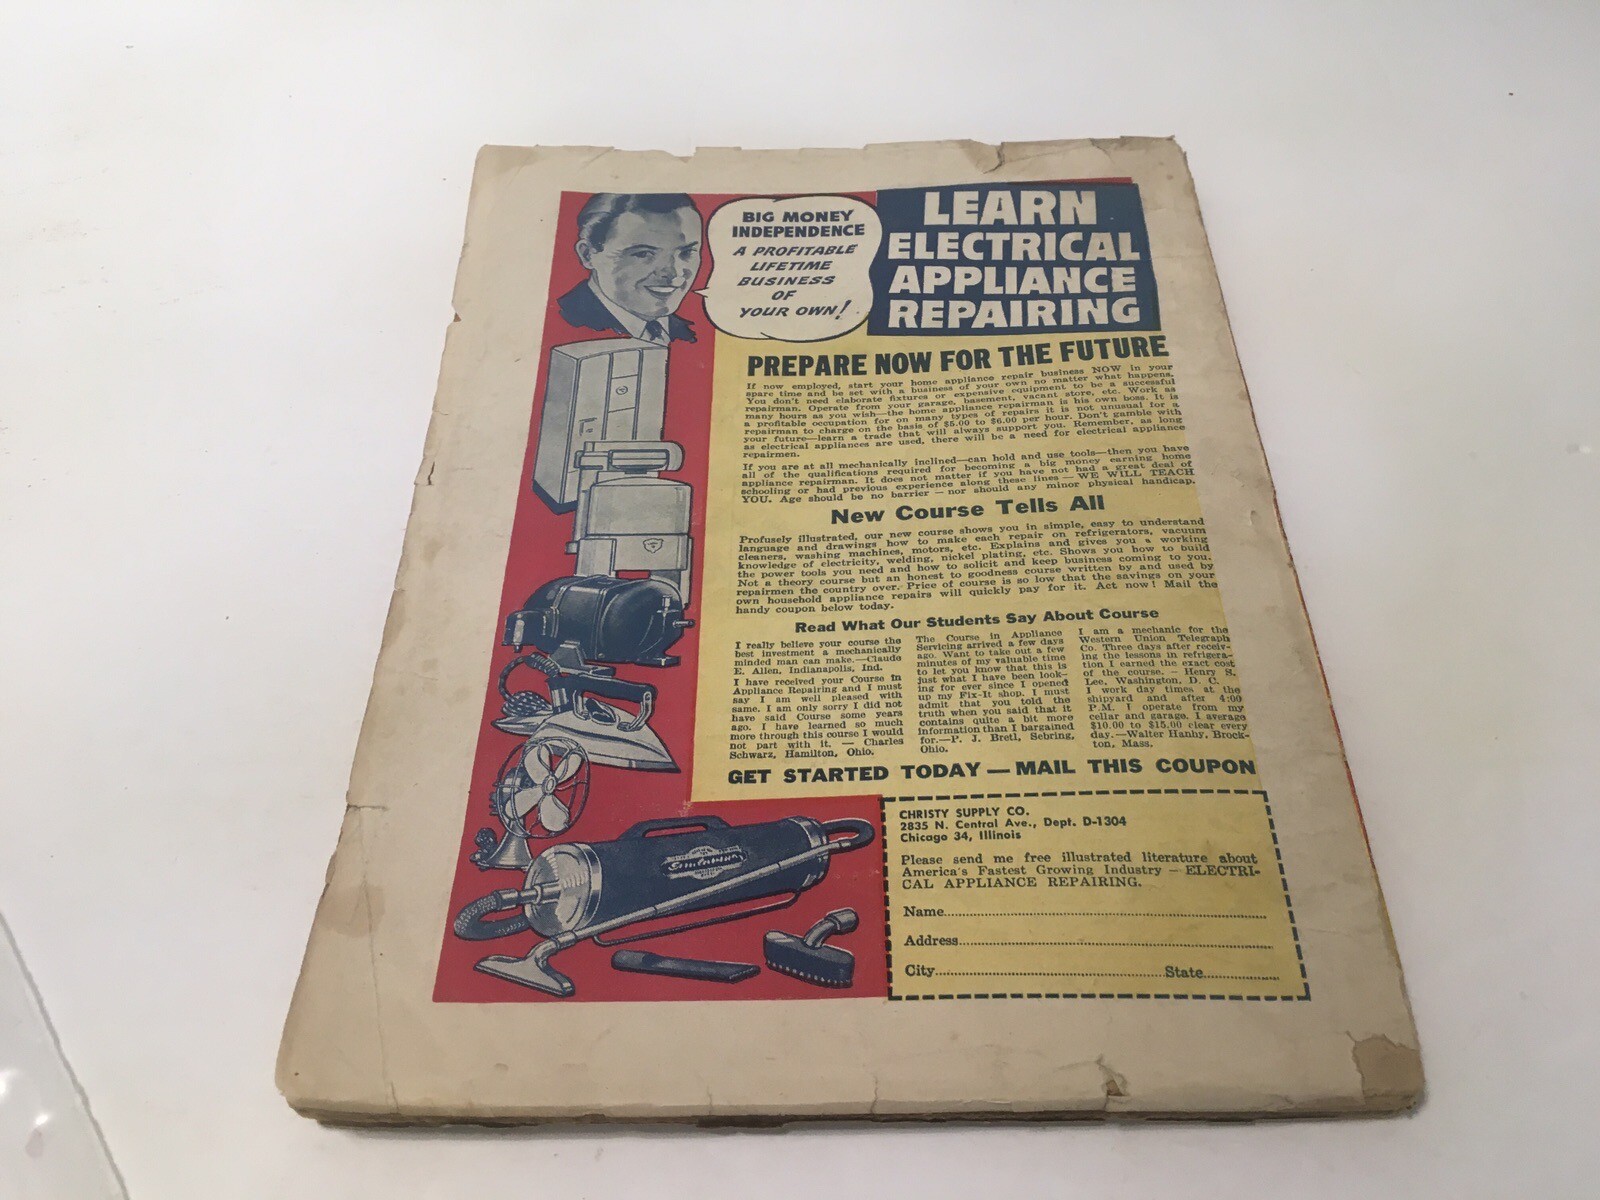 BIG MONEY
INDEPENDENCE
A PROFITABLE
LIFETIME
BUSINESS
OF
YOUR OWN!
LEARN
ELECTRICAL
APPLIANCE
REPAIRING
PREPARE NOW FOR THE FUTURE
If now employed, start your home appliance repair business NOW in your
spare time and be set with a business of your own no matter what happens.
You don't need elaborate fixtures or expensive equipment to be a successful
repairman. Operate from your garage, basement, vacant store, etc. Work as
many hours as you wish—the home appliance repairman is his own boss. It is
a profitable occupation for on many types of repairs it is not unusual for a
repairman to charge on the basis of $5.00 to $6.00 per hour. Don't gamble with
your future—learn a trade that will always support you. Remember, as long
as electrical appliances are used, there will be a need for electrical appliance
repairmen.
If you are at all mechanically inclined—can hold and use tools—then you have
all of the qualifications required for becoming a big money earning home
appliance repairman. It does not matter if you have not had a great deal of
schooling or had previous experience along these lines — WE WILL TEACH
YOU. Age should be no barrier — nor should any minor physical handicap.
New Course Tells All
Profusely illustrated, our new course shows you in simple, easy to understand
language and drawings how to make each repair on refrigerators, vacuum
cleaners, washing machines, motors, etc. Explains and gives you a working
knowledge of electricity, welding, nickel plating, etc. Shows you how to build
the power tools you need and how to solicit and keep business coming to you.
Not a theory course but an honest to goodness course written by and used by
repairmen the country over. Price of course is so low that the savings on your
own household appliance repairs will quickly pay for it. Act now! Mail the
handy coupon below today.
Read What Our Students Say About Course
I really believe your course the
best investment a mechanically
minded man can make.—Claude
E. Allen, Indianapolis, Ind.
I have received your Course in
Appliance Repairing and I must
say I am well pleased with
same. I am only sorry I did not
have said Course some years
ago. I have learned so much
more through this course I would
not part with it. — Charles
Schwarz, Hamilton, Ohio.
The Course in Appliance
Servicing arrived a few days
ago. Want to take out a few
minutes of my valuable time
to let you know that this is
just what I have been look-
ing for ever since I opened
up my Fix-It shop. I must
admit that you told the
truth when you said that it
contains quite a bit more
information than I bargained
for.—P. J. Bretl, Sebring,
Ohio.
I am a mechanic for the
Western Union Telegraph
Co. Three days after receiv-
ing the lessons in refrigera-
tion I earned the exact cost
of the course. — Henry S.
Lee, Washington, D. C.
I work day times at the
shipyard and after 4:00
P.M. I operate from my
cellar and garage. I average
$10.00 to $15.00 clear every
day.—Walter Hanby, Brock-
ton, Mass.
GET STARTED TODAY — MAIL THIS COUPON
CHRISTY SUPPLY CO.
2835 N. Central Ave., Dept. D-1304
Chicago 34, Illinois
Please send me free illustrated literature about
America's Fastest Growing Industry — ELECTRI-
CAL APPLIANCE REPAIRING.
Name
Address
City State